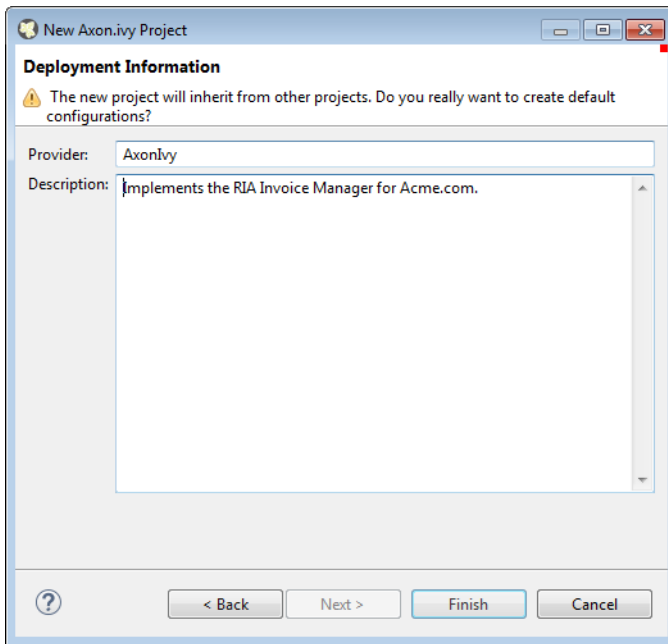 New Axon.ivy Project
Deployment Information
The new project will inherit from other projects. Do you really want to create default
configurations?
Provider: AxonIvy
Description: Implements the RIA Invoice Manager for Acme.com.
? < Back Next > Finish Cancel